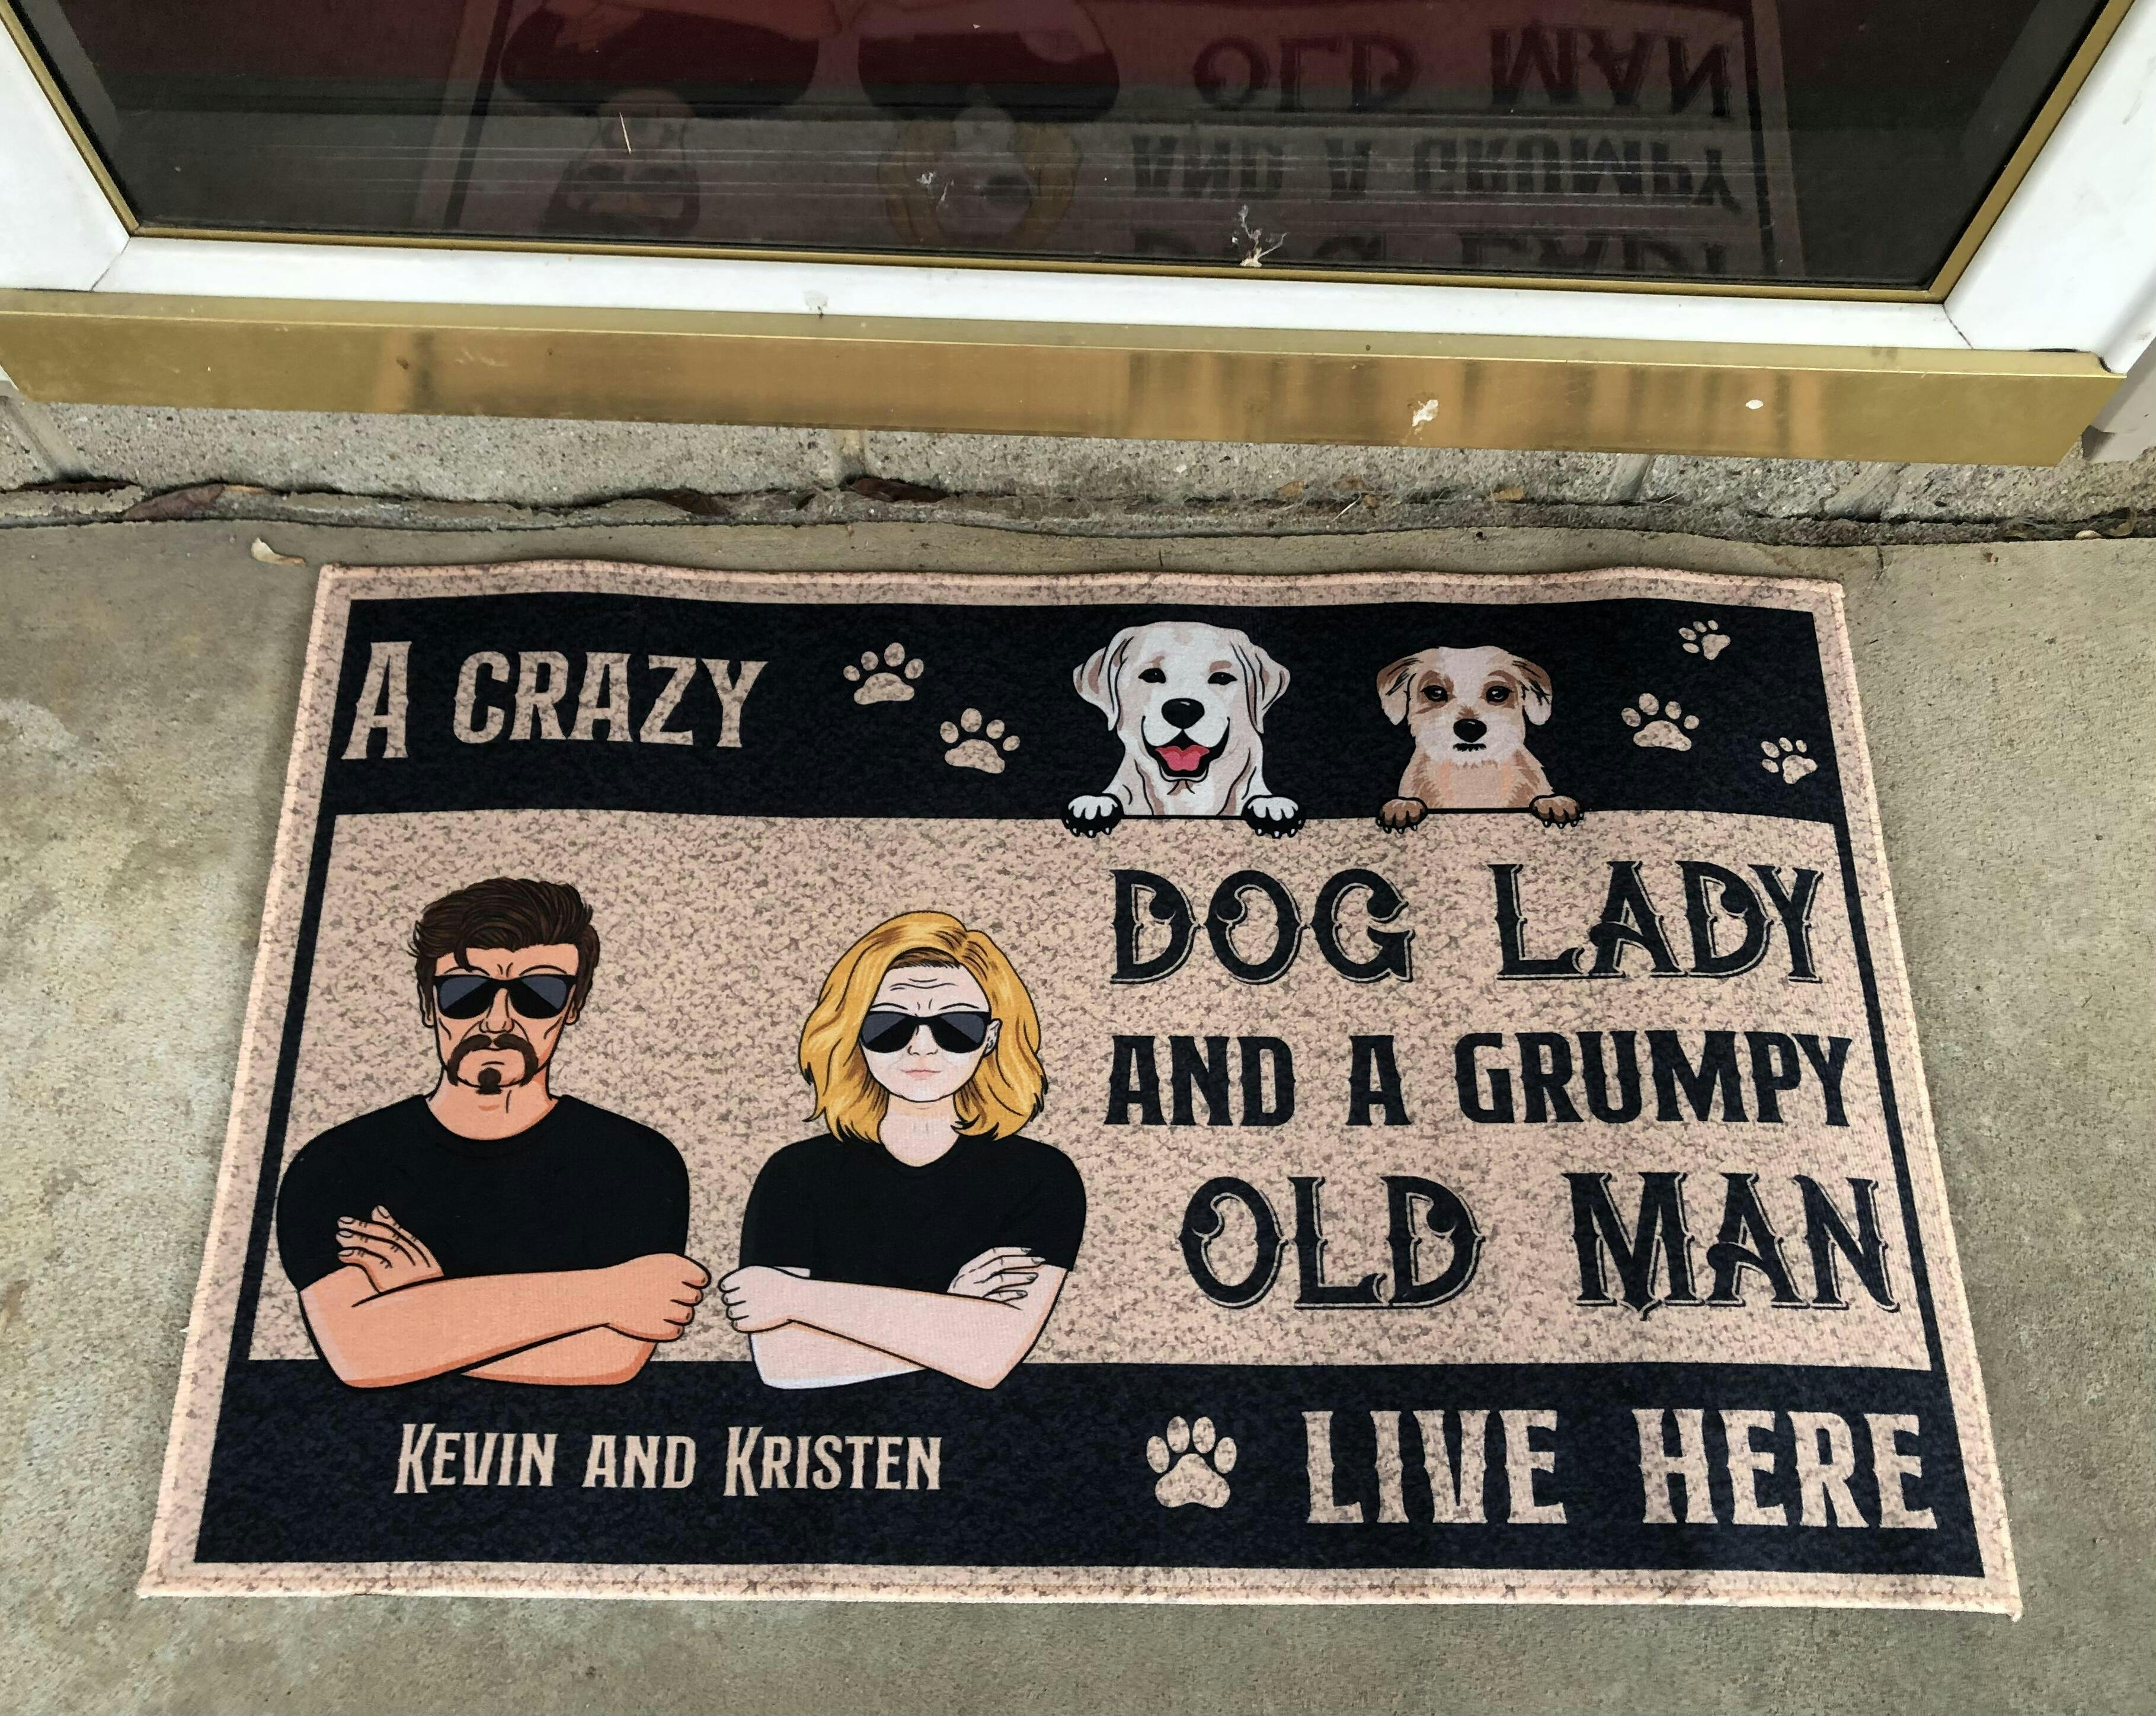 A CRAZY
DOG LADY
AND A GRUMPY
OLD MAN
KEVIN AND KRISTEN
LIVE HERE